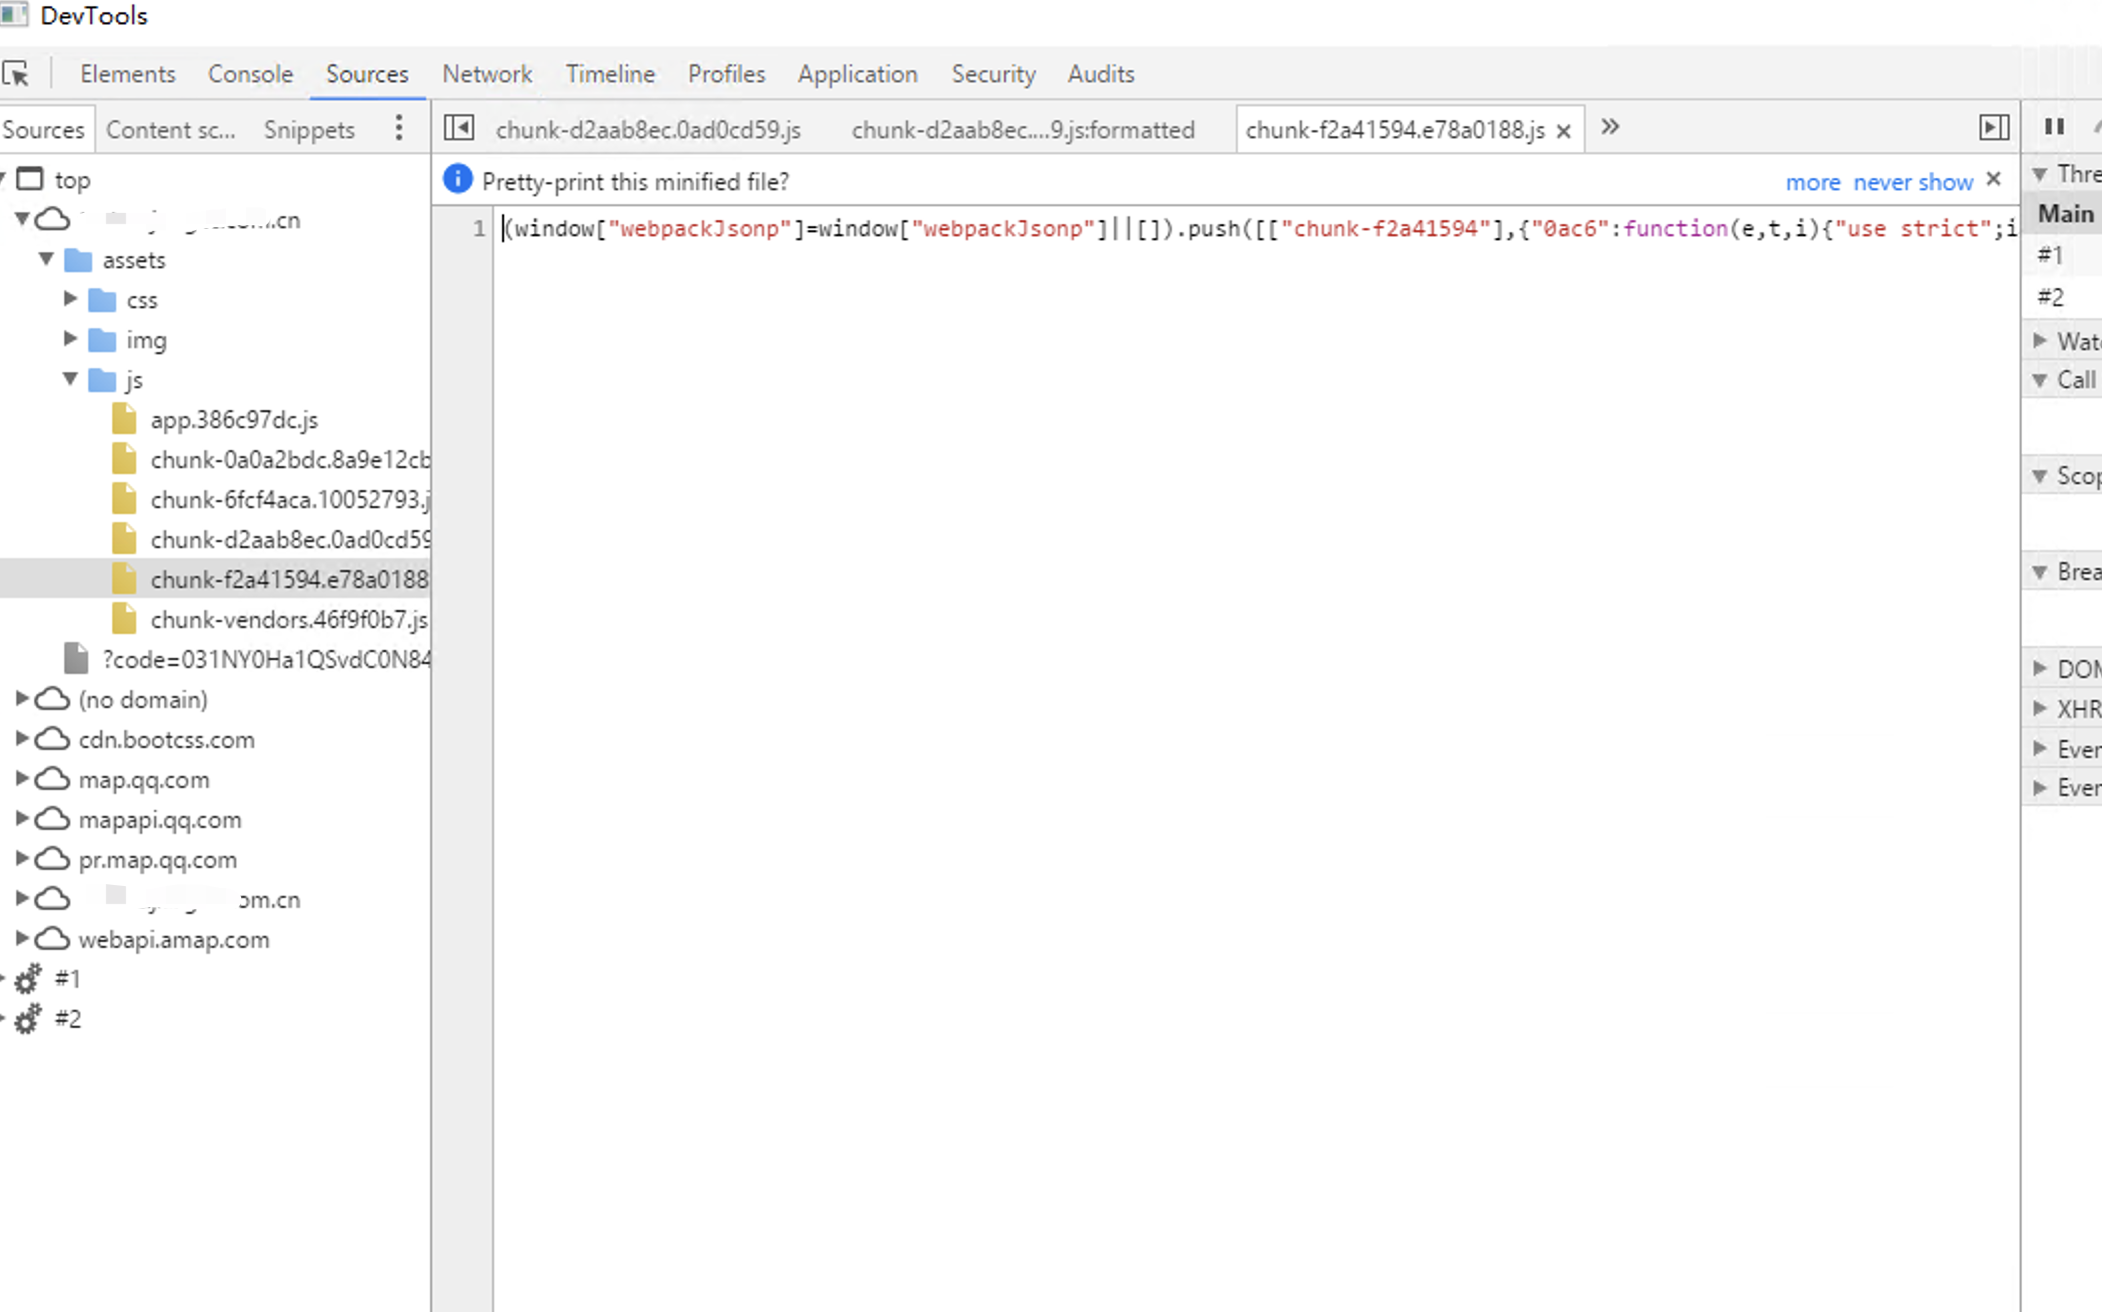 DevTools
Elements Console Sources Network Timeline Profiles Application Security Audits
Sources Content sc... Snippets
chunk-d2aab8ec.0ad0cd59.js chunk-d2aab8ec....9.js:formatted chunk-f2a41594.e78a0188.js × »
Pretty-print this minified file? more never show ×
1 (window["webpackJsonp"]=window["webpackJsonp"]||[]).push([["chunk-f2a41594"],{"0ac6":function(e,t,i){"use strict";i
top
.cn
assets
css
img
js
app.386c97dc.js
chunk-0a0a2bdc.8a9e12cb
chunk-6fcf4aca.10052793.j
chunk-d2aab8ec.0ad0cd59
chunk-f2a41594.e78a0188
chunk-vendors.46f9f0b7.js
?code=031NY0Ha1QSvdC0N84
(no domain)
cdn.bootcss.com
map.qq.com
mapapi.qq.com
pr.map.qq.com
om.cn
webapi.amap.com
#1
#2
Thre
Main
#1
#2
Wat
Call
Scop
Brea
DOM
XHR
Even
Even